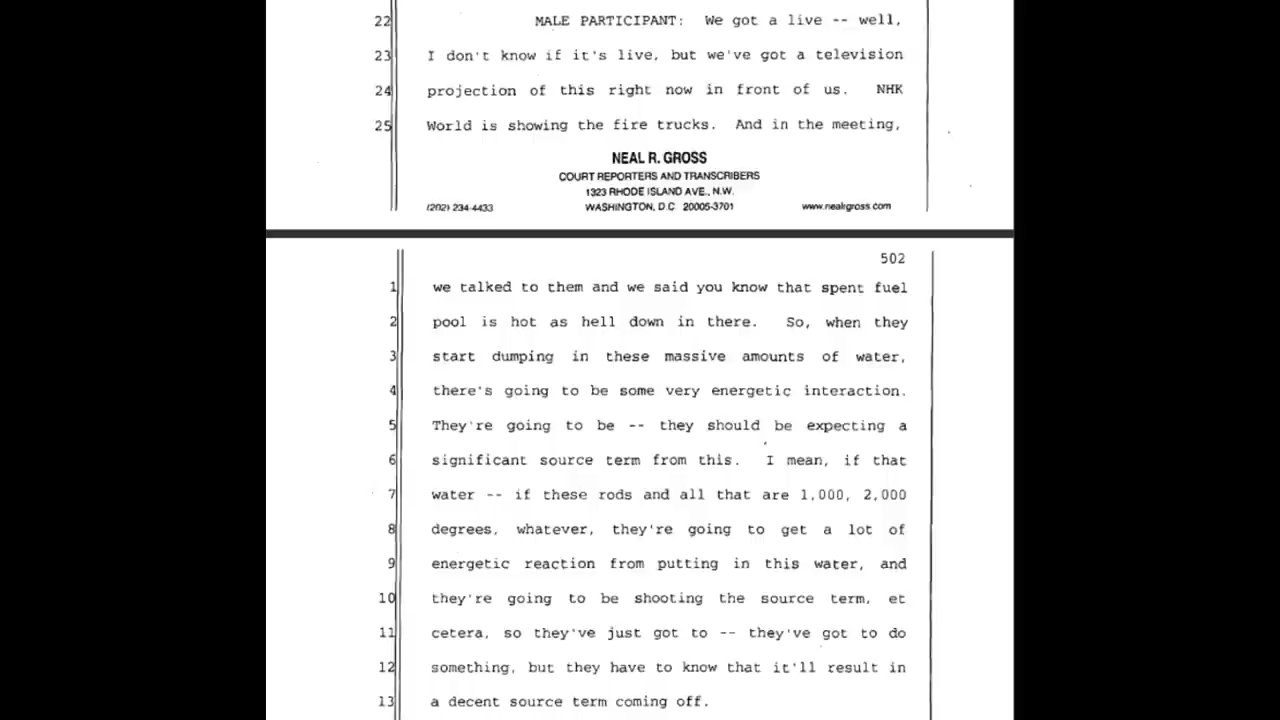 22 MALE PARTICIPANT: We got a live -- well,
23 I don't know if it's live, but we've got a television
24 projection of this right now in front of us. NHK
25 World is showing the fire trucks. And in the meeting,
NEAL R. GROSS
COURT REPORTERS AND TRANSCRIBERS
1323 RHODE ISLAND AVE., N.W.
(202) 234-4433 WASHINGTON, D.C 20005-3701 www.nealrgross.com
502
1 we talked to them and we said you know that spent fuel
2 pool is hot as hell down in there. So, when they
3 start dumping in these massive amounts of water,
4 there's going to be some very energetic interaction.
5 They're going to be -- they should be expecting a
6 significant source term from this. I mean, if that
7 water -- if these rods and all that are 1,000, 2,000
8 degrees, whatever, they're going to get a lot of
9 energetic reaction from putting in this water, and
10 they're going to be shooting the source term, et
11 cetera, so they've just got to -- they've got to do
12 something, but they have to know that it'll result in
13 a decent source term coming off.